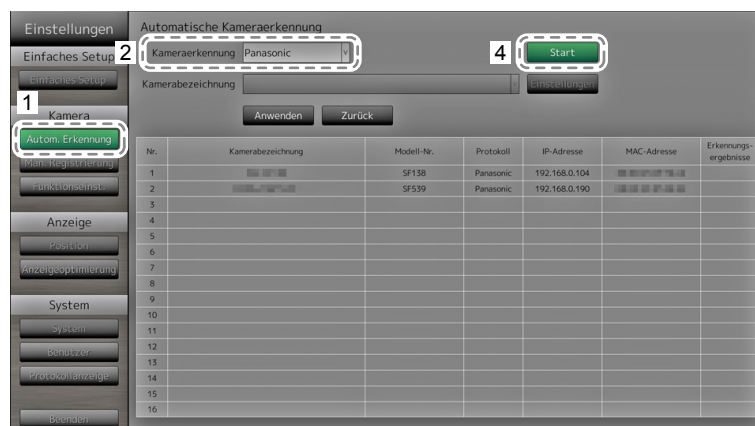 Einstellungen
Einfaches Setup
Einfaches Setup
1
Kamera
Autom. Erkennung
Man. Registrierung
Funktionseinst.
Anzeige
Position
Anzeigeoptimierung
System
System
Benutzer
Protokollanzeige
Beenden
Automatische Kameraerkennung
2 Kameraerkennung Panasonic 4 Start
Kamerabezeichnung Einstellungen
Anwenden Zurück
Nr. Kamerabezeichnung Modell-Nr. Protokoll IP-Adresse MAC-Adresse Erkennungs-
ergebnisse
1 SF138 Panasonic 192.168.0.104
2 SF539 Panasonic 192.168.0.190
3
4
5
6
7
8
9
10
11
12
13
14
15
16